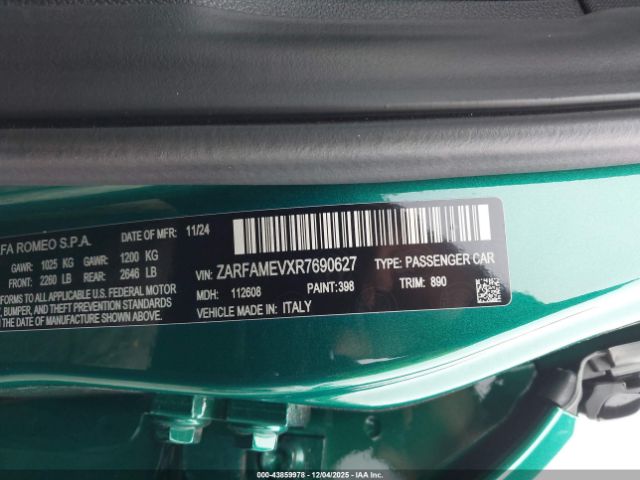 FA ROMEO S.P.A. DATE OF MFR: 11/24
GAWR: 1025 KG GAWR: 1200 KG
FRONT: 2260 LB REAR: 2646 LB
CONFORMS TO ALL APPLICABLE U.S. FEDERAL MOTOR
BUMPER, AND THEFT PREVENTION STANDARDS
THE DATE OF MANUFACTURE SHOWN ABOVE.
VIN: ZARFAMEVXR7690627 TYPE: PASSENGER CAR
MDH: 112608 PAINT: 398 TRIM: 890
VEHICLE MADE IN: ITALY
000-43859978 - 12/04/2025 - IAA